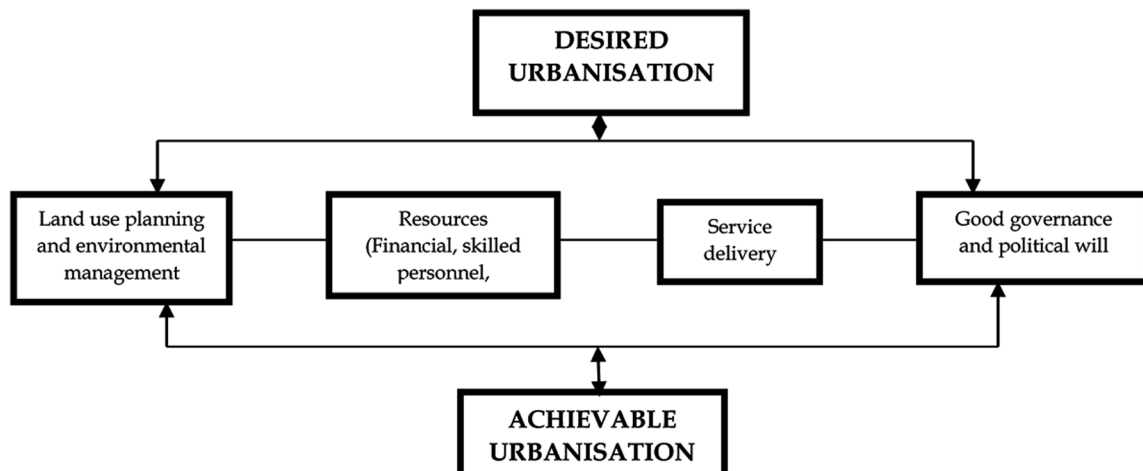 DESIRED
URBANISATION
Land use planning
and environmental
management
Resources
(Financial, skilled
personnel,
Service
delivery
Good governance
and political will
ACHIEVABLE
URBANISATION